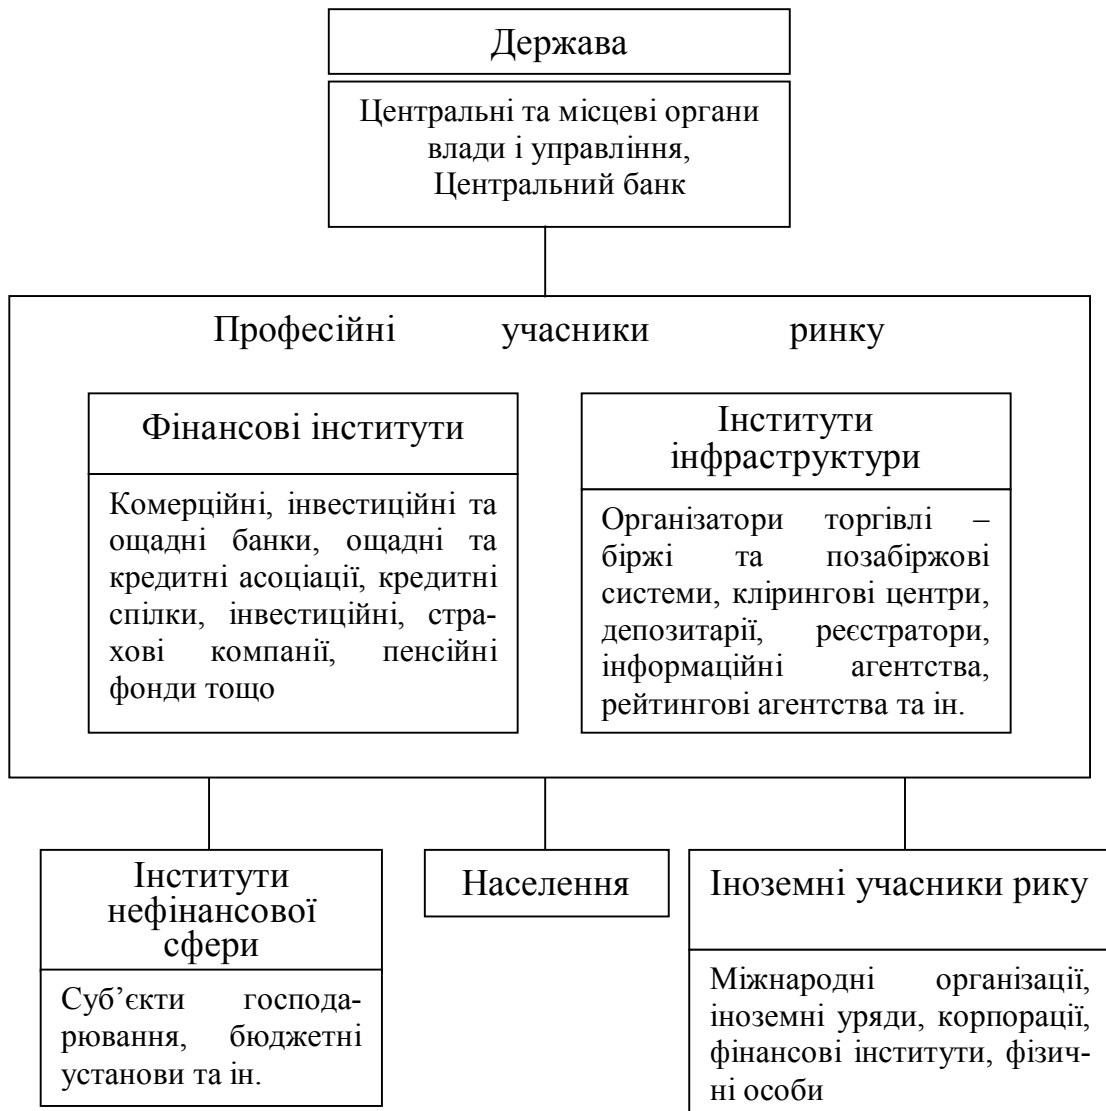 Держава
Центральні та місцеві органи
влади і управління,
Центральний банк
Професійні учасники ринку
Фінансові інститути
Комерційні, інвестиційні та
ощадні банки, ощадні та
кредитні асоціації, кредитні
спілки, інвестиційні, стра-
хові компанії, пенсійні
фонди тощо
Інститути
інфраструктури
Організатори торгівлі –
біржі та позабіржові
системи, клірингові центри,
депозитарії, реєстратори,
інформаційні агентства,
рейтингові агентства та ін.
Інститути
нефінансової
сфери
Суб’єкти господа-
рювання, бюджетні
установи та ін.
Населення
Іноземні учасники рику
Міжнародні організації,
іноземні уряди, корпорації,
фінансові інститути, фізич-
ні особи